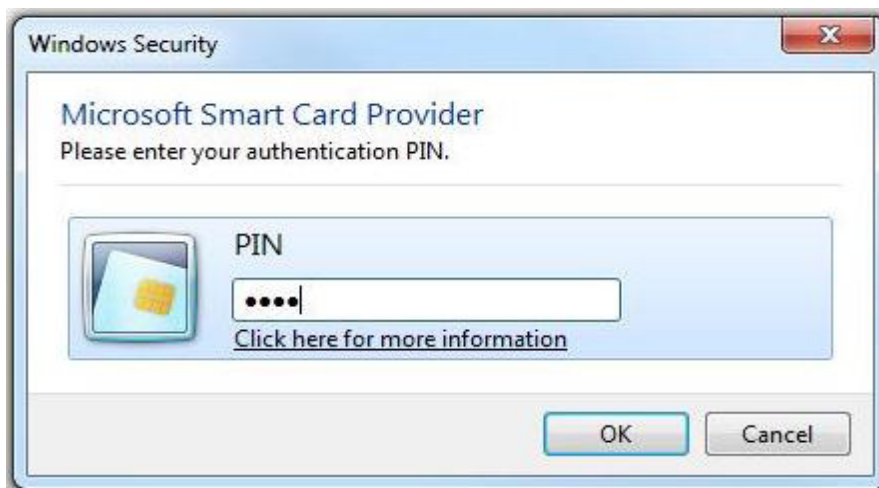 Windows Security
Microsoft Smart Card Provider
Please enter your authentication PIN.
PIN
●●●●
Click here for more information
OK
Cancel